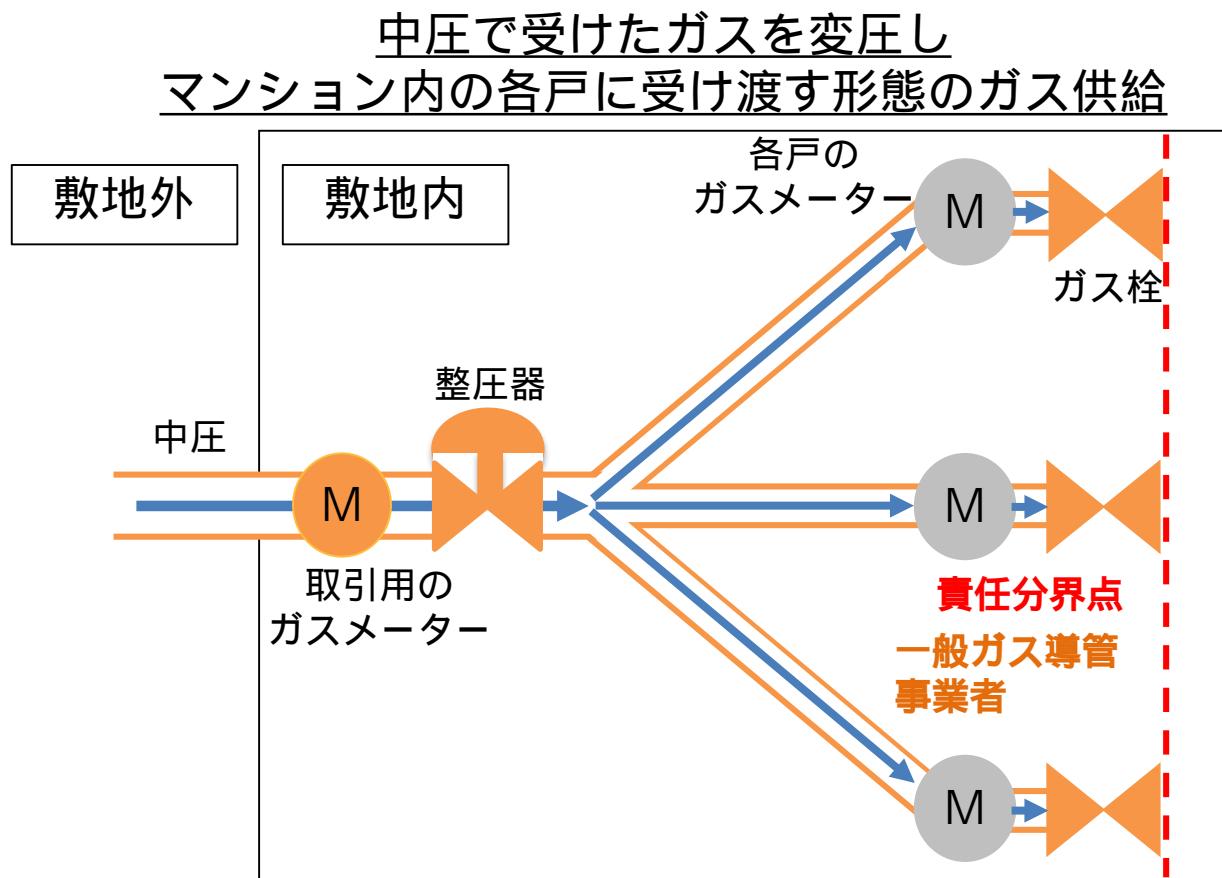 中圧で受けたガスを変圧し
マンション内の各戸に受け渡す形態のガス供給
敷地外
敷地内
各戸の
ガスメーター
M
ガス栓
整圧器
中圧
M
M
取引用の
ガスメーター
責任分界点
一般ガス導管
事業者
M